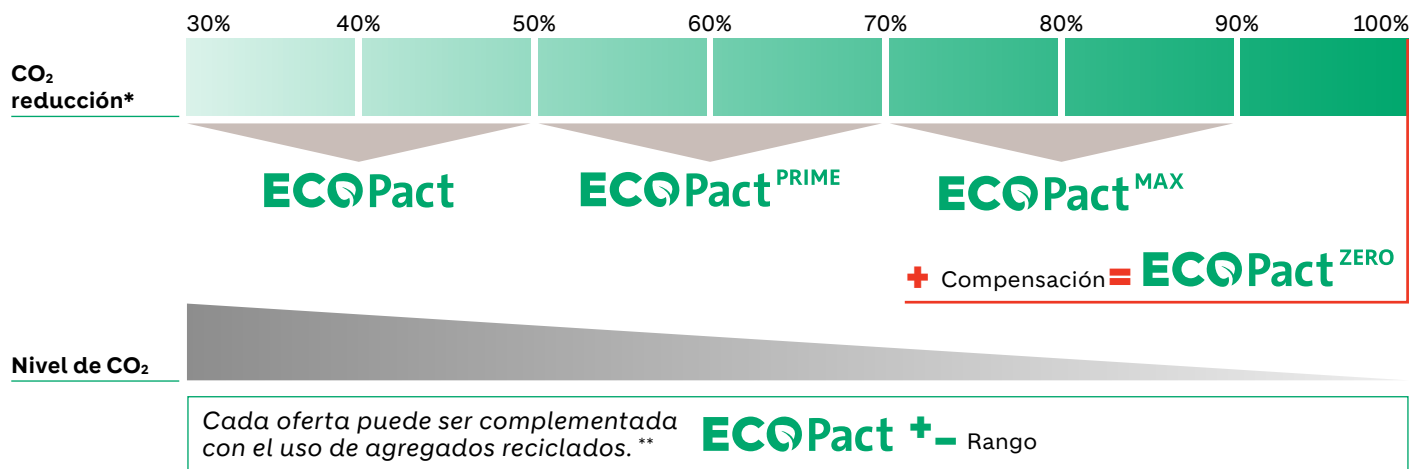 30% 40% 50% 60% 70% 80% 90% 100%
CO₂
reducción*
ECOPact
ECOPact PRIME
ECOPact MAX
+ Compensación = ECOPact ZERO
Nivel de CO₂
Cada oferta puede ser complementada
con el uso de agregados reciclados. **
ECOPact +- Rango